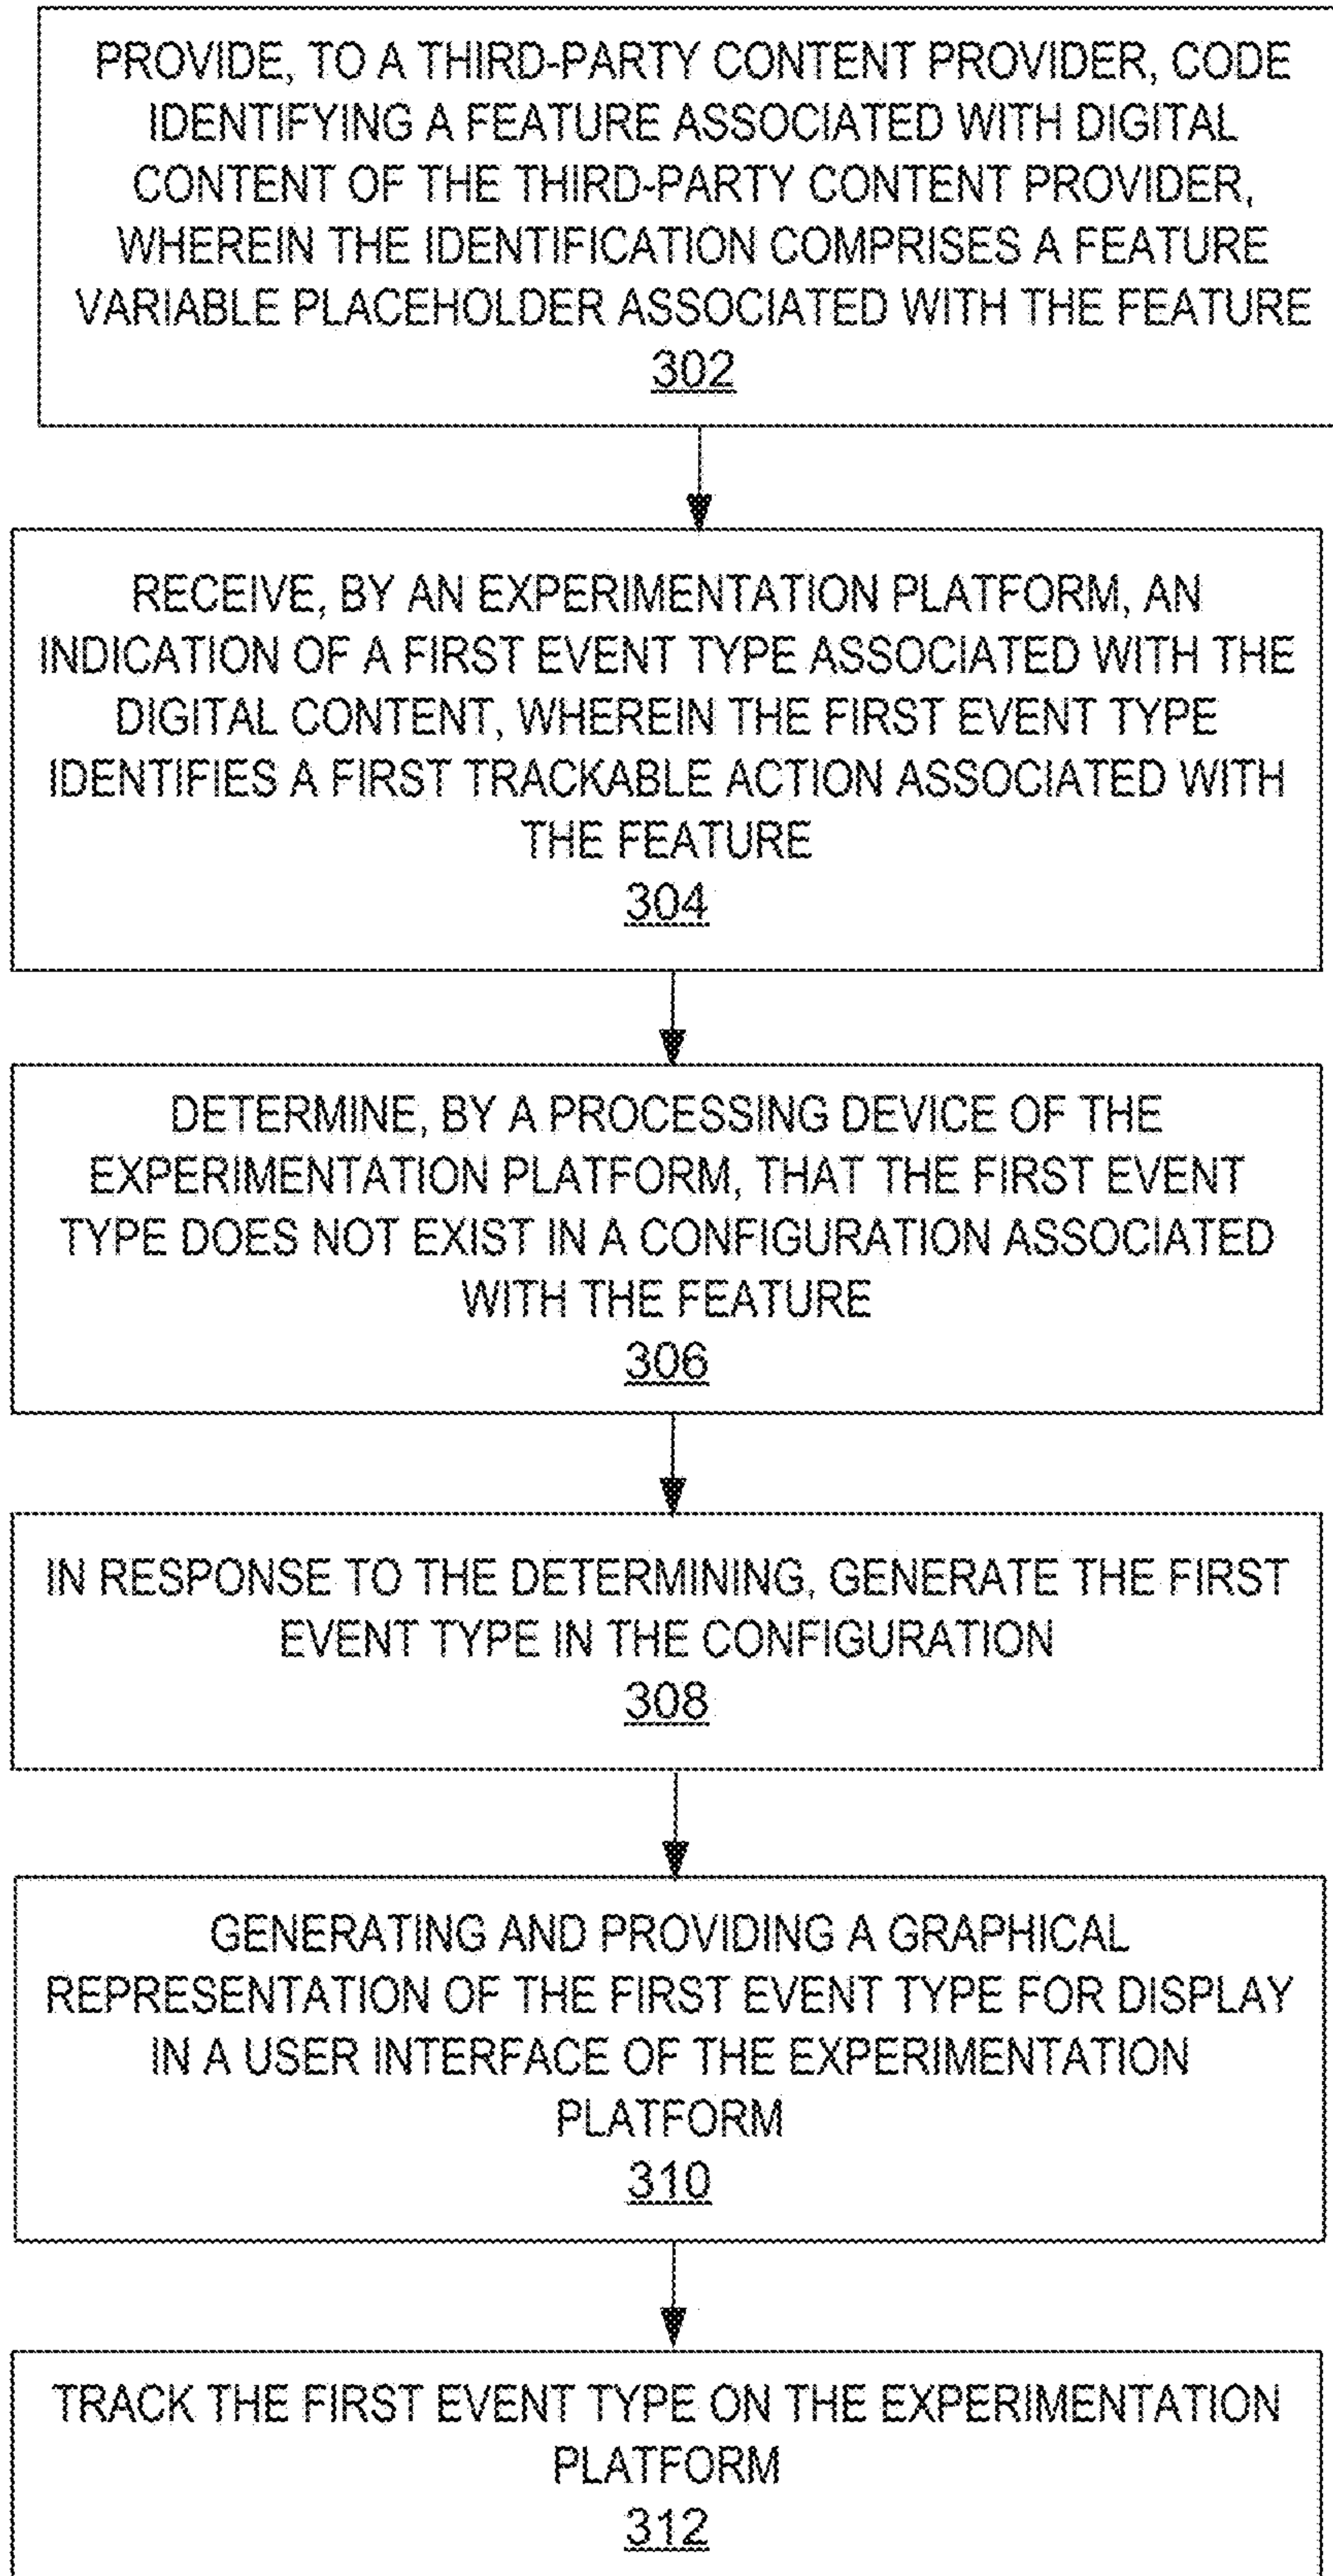 PROVIDE, TO A THIRD-PARTY CONTENT PROVIDER, CODE
IDENTIFYING A FEATURE ASSOCIATED WITH DIGITAL
CONTENT OF THE THIRD-PARTY CONTENT PROVIDER,
WHEREIN THE IDENTIFICATION COMPRISES A FEATURE
VARIABLE PLACEHOLDER ASSOCIATED WITH THE FEATURE
302
RECEIVE, BY AN EXPERIMENTATION PLATFORM, AN
INDICATION OF A FIRST EVENT TYPE ASSOCIATED WITH THE
DIGITAL CONTENT, WHEREIN THE FIRST EVENT TYPE
IDENTIFIES A FIRST TRACKABLE ACTION ASSOCIATED WITH
THE FEATURE
304
DETERMINE, BY A PROCESSING DEVICE OF THE
EXPERIMENTATION PLATFORM, THAT THE FIRST EVENT
TYPE DOES NOT EXIST IN A CONFIGURATION ASSOCIATED
WITH THE FEATURE
306
IN RESPONSE TO THE DETERMINING, GENERATE THE FIRST
EVENT TYPE IN THE CONFIGURATION
308
GENERATING AND PROVIDING A GRAPHICAL
REPRESENTATION OF THE FIRST EVENT TYPE FOR DISPLAY
IN A USER INTERFACE OF THE EXPERIMENTATION
PLATFORM
310
TRACK THE FIRST EVENT TYPE ON THE EXPERIMENTATION
PLATFORM
312